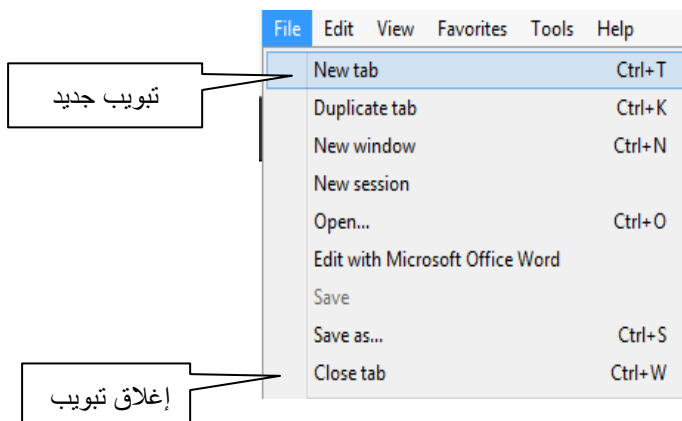 File Edit View Favorites Tools Help
New tab Ctrl+T
تبويب جديد
Duplicate tab Ctrl+K
New window Ctrl+N
New session
Open... Ctrl+O
Edit with Microsoft Office Word
Save
Save as... Ctrl+S
Close tab Ctrl+W
إغلاق تبويب